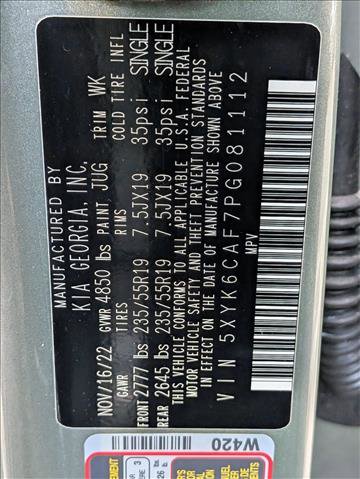 MANUFACTURED BY
KIA GEORGIA, INC.
NOV/16/22 GVWR 4850 lbs PAINT, JUG TRIM WK
GAWR TIRES RIMS COLD TIRE INFL
FRONT 2777 lbs 235/55R19 7.5JX19 35psi SINGLE
REAR 2645 lbs 235/55R19 7.5JX19 35psi SINGLE
THIS VEHICLE CONFORMS TO ALL APPLICABLE U.S.A. FEDERAL
MOTOR VEHICLE SAFETY AND THEFT PREVENTION STANDARDS
IN EFFECT ON THE DATE OF MANUFACTURE SHOWN ABOVE
VIN 5XYK6CAF7PG081112
MPV
W420
3